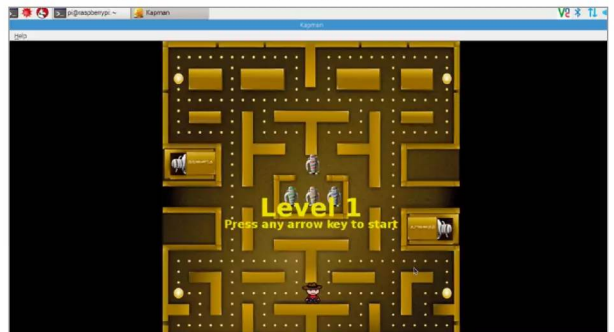 pi@raspberrypi: ~
Kapman
Kapman
Help
Level 1
Press any arrow key to start